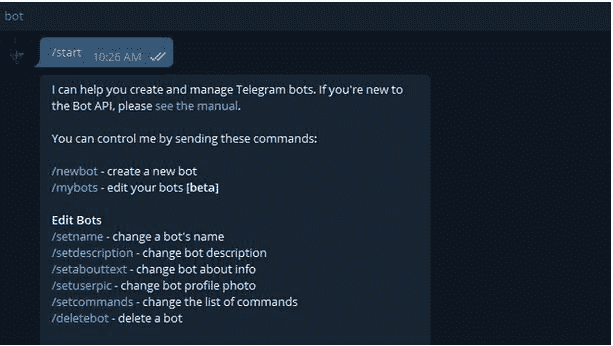 bot
/start
10:26 AM
I can help you create and manage Telegram bots. If you're new to
the Bot API, please see the manual.
You can control me by sending these commands:
/newbot - create a new bot
/mybots - edit your bots [beta]
Edit Bots
/setname - change a bot's name
/setdescription - change bot description
/setabouttext - change bot about info
/setuserpic - change bot profile photo
/setcommands - change the list of commands
/deletebot - delete a bot